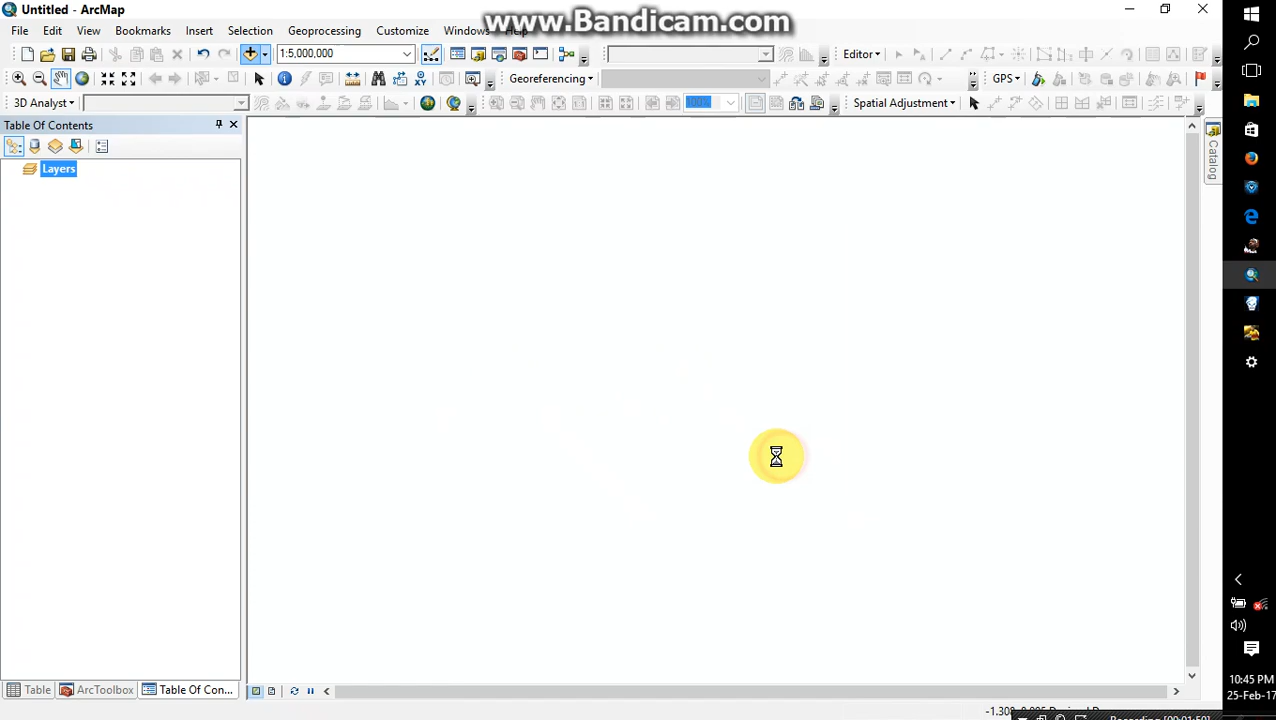 Untitled - ArcMap
www.Bandicam.com
File Edit View Bookmarks Insert Selection Geoprocessing Customize Windows Help
1:5,000,000
Editor
Georeferencing
GPS
3D Analyst
100%
Spatial Adjustment
Table Of Contents
Layers
Catalog
Table ArcToolbox Table Of Con...
10:45 PM
25-Feb-17